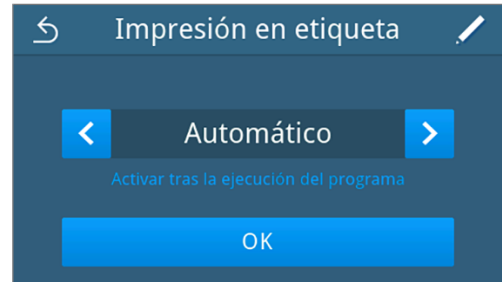 Impresión en etiqueta
Automático
Activar tras la ejecución del programa
OK